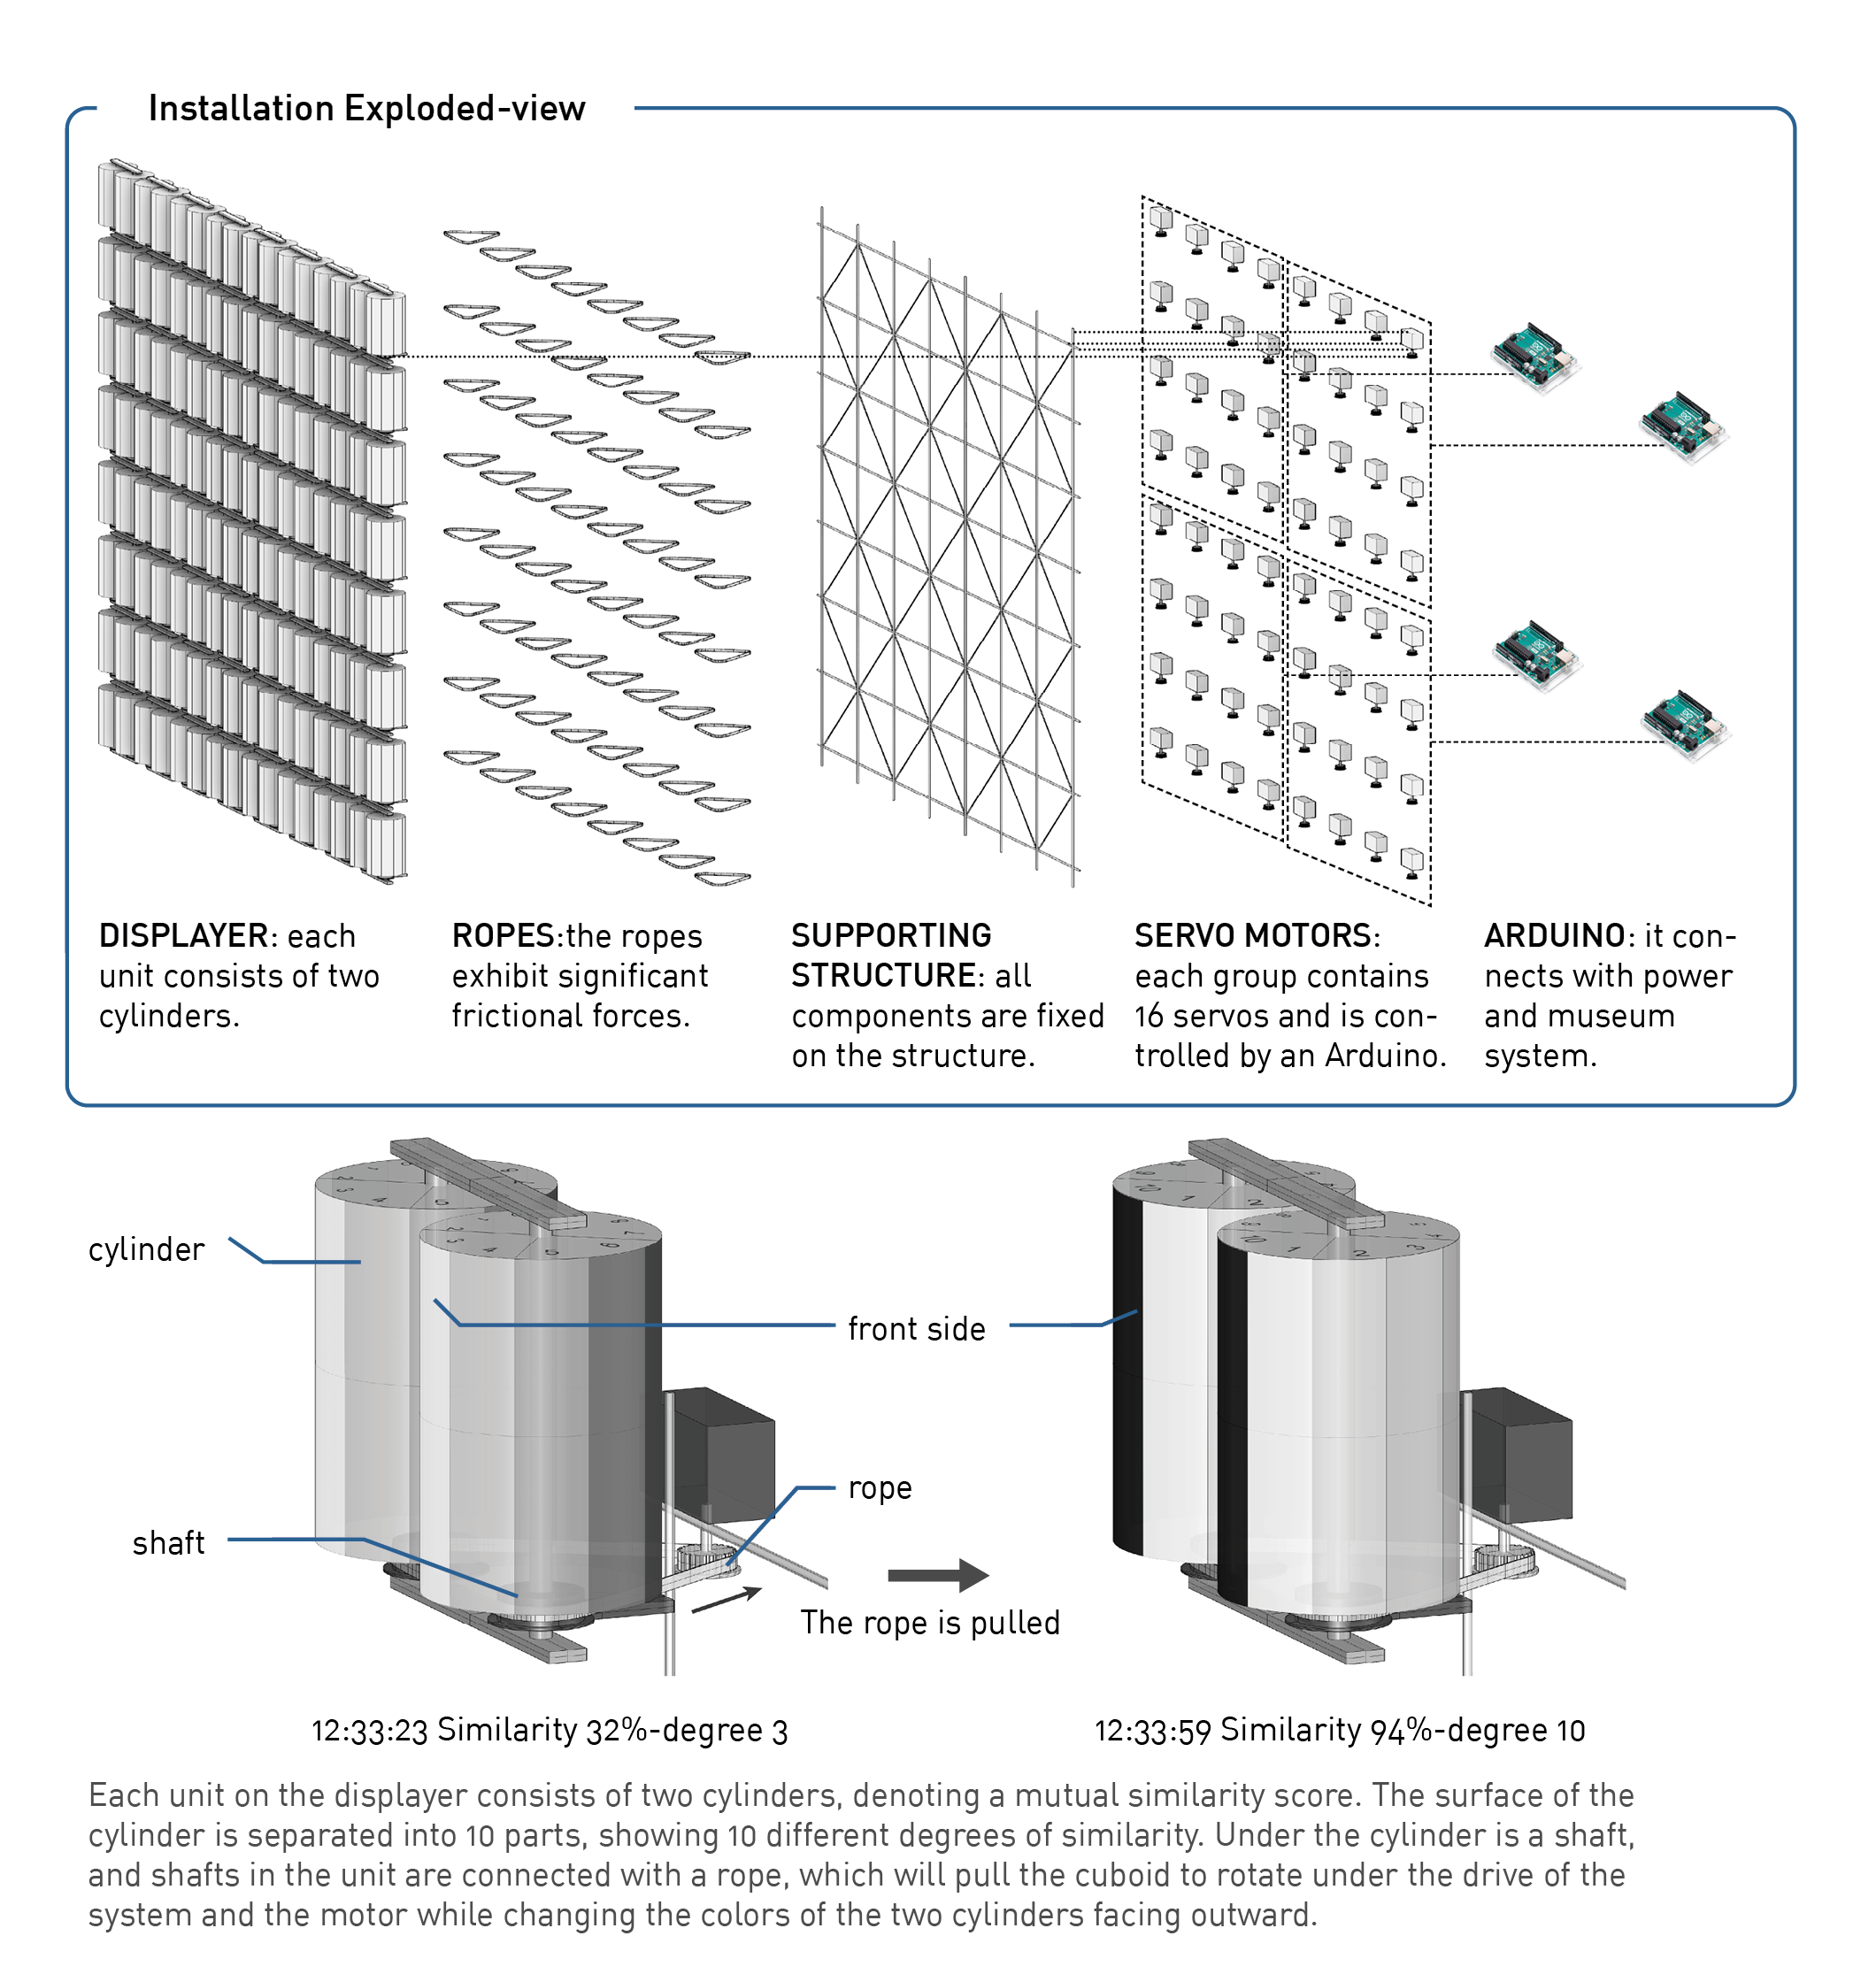 Installation Exploded-view
DISPLAYER: each
unit consists of two
cylinders.
ROPES:the ropes
exhibit significant
frictional forces.
SUPPORTING
STRUCTURE: all
components are fixed
on the structure.
SERVO MOTORS:
each group contains
16 servos and is con-
trolled by an Arduino.
ARDUINO: it con-
nects with power
and museum
system.
cylinder
front side
rope
shaft
The rope is pulled
12:33:23 Similarity 32%-degree 3
12:33:59 Similarity 94%-degree 10
Each unit on the displayer consists of two cylinders, denoting a mutual similarity score. The surface of the
cylinder is separated into 10 parts, showing 10 different degrees of similarity. Under the cylinder is a shaft,
and shafts in the unit are connected with a rope, which will pull the cuboid to rotate under the drive of the
system and the motor while changing the colors of the two cylinders facing outward.